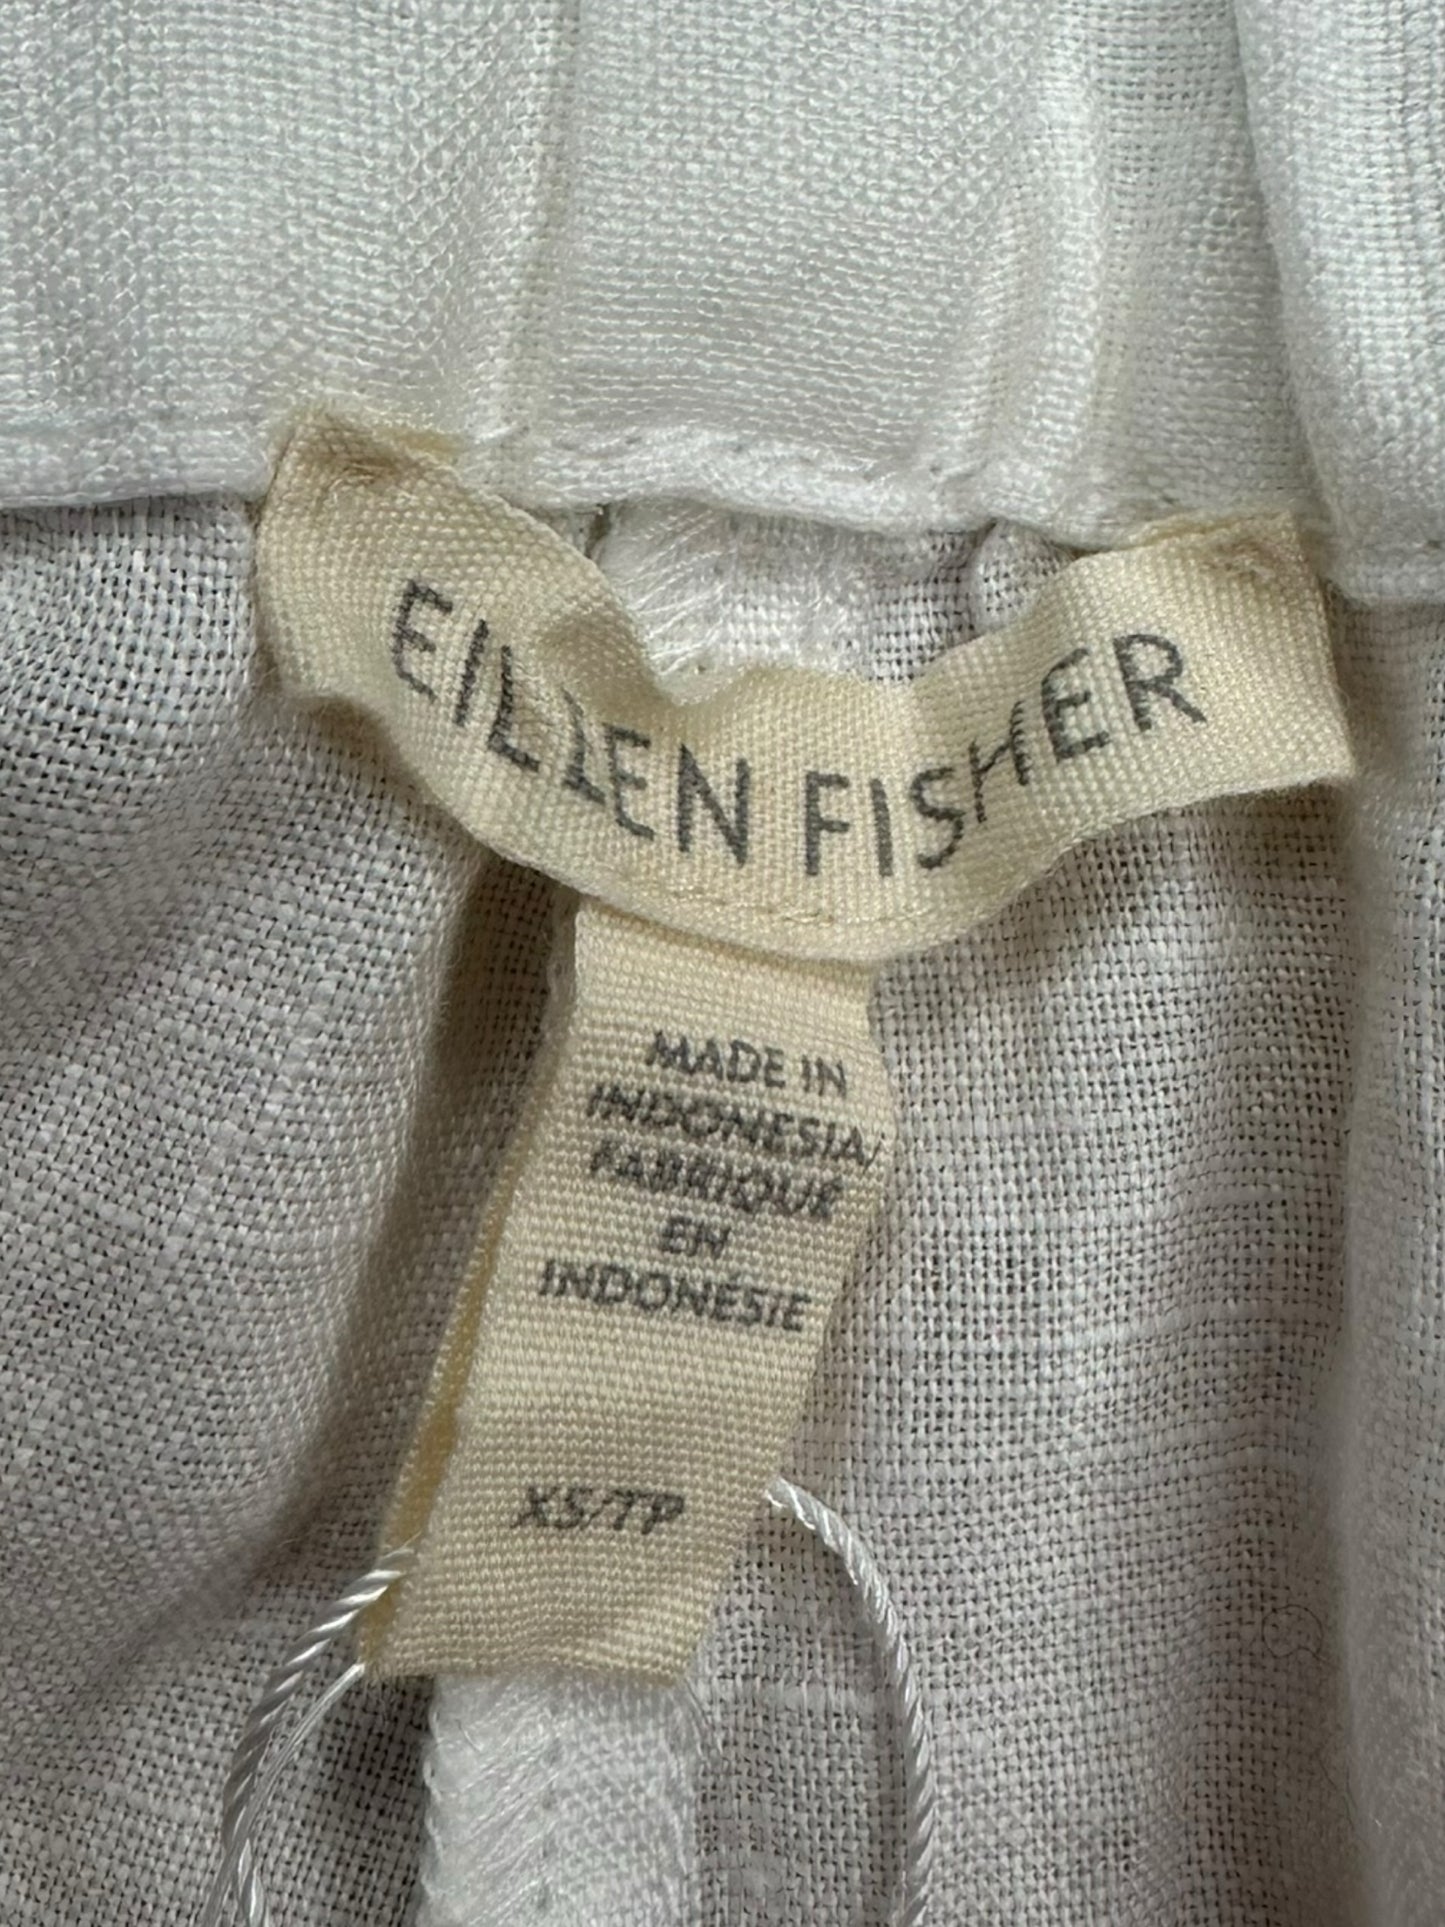 EILEEN FISHER
MADE IN
INDONESIA/
FABRIQUÉ
EN
INDONÉSIE
XS/TP